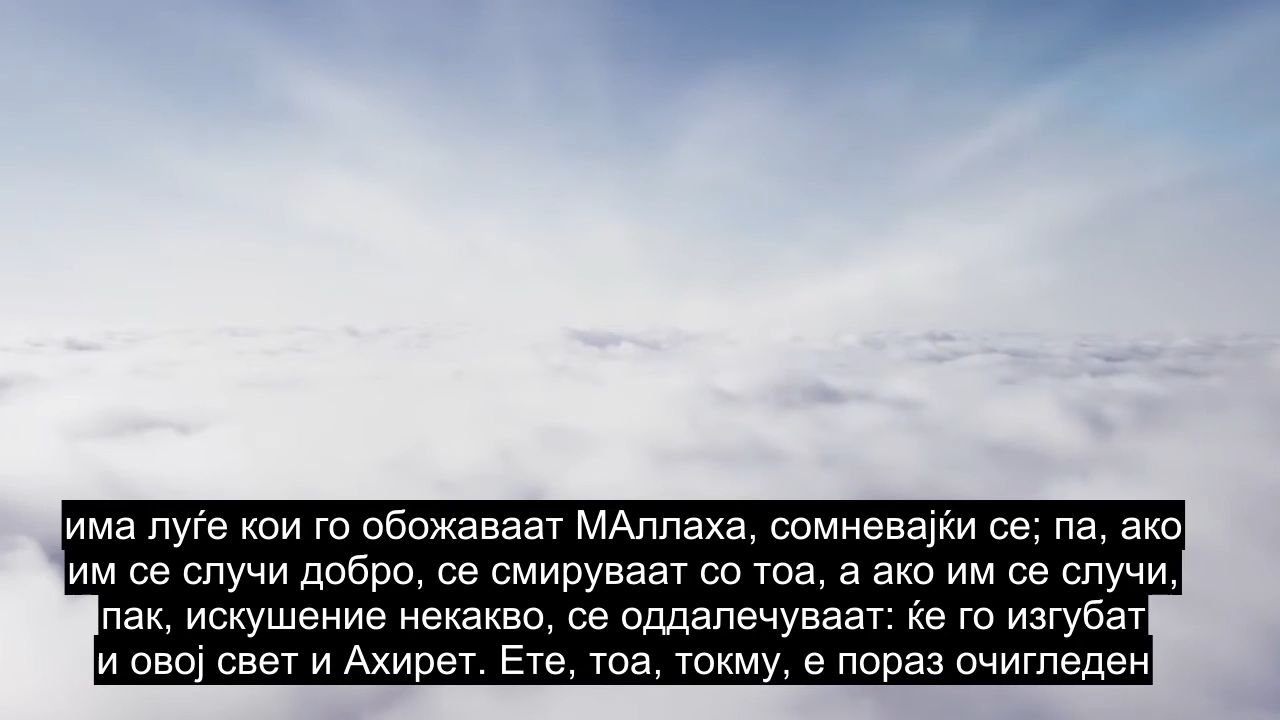 има луѓе кои го обожаваат МАллаха, сомневајќи се; па, ако
им се случи добро, се смируваат со тоа, а ако им се случи,
пак, искушение некакво, се оддалечуваат: ќе го изгубат
и овој свет и Ахирет. Ете, тоа, токму, е пораз очигледен